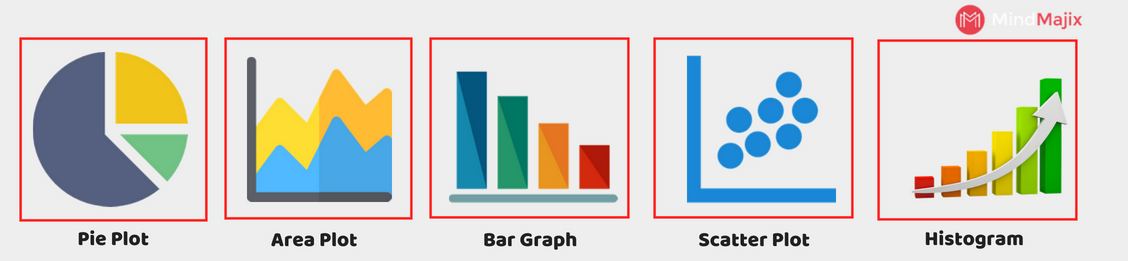 MindMajix
Pie Plot
Area Plot
Bar Graph
Scatter Plot
Histogram